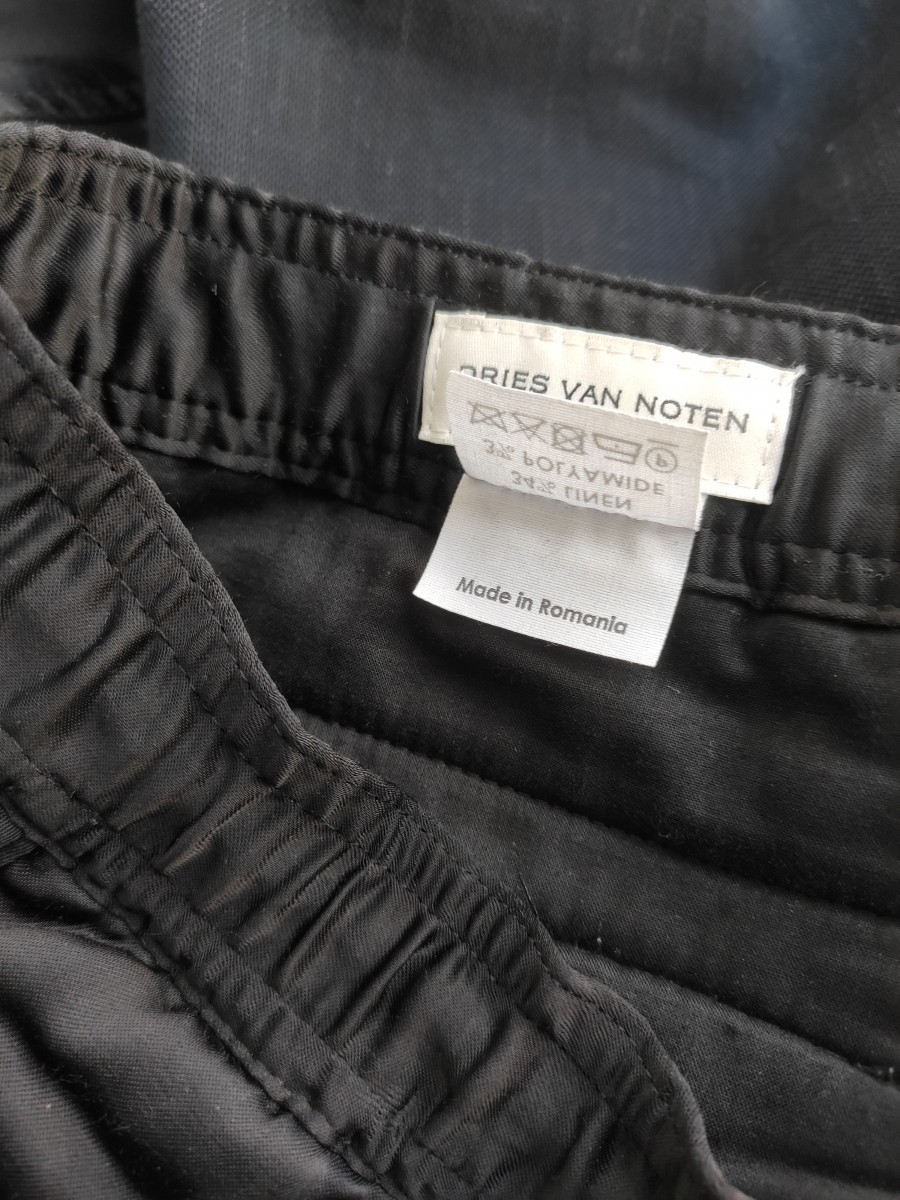 DRIES VAN NOTEN
P
3% POLYAMIDE
34% LINEN
Made in Romania